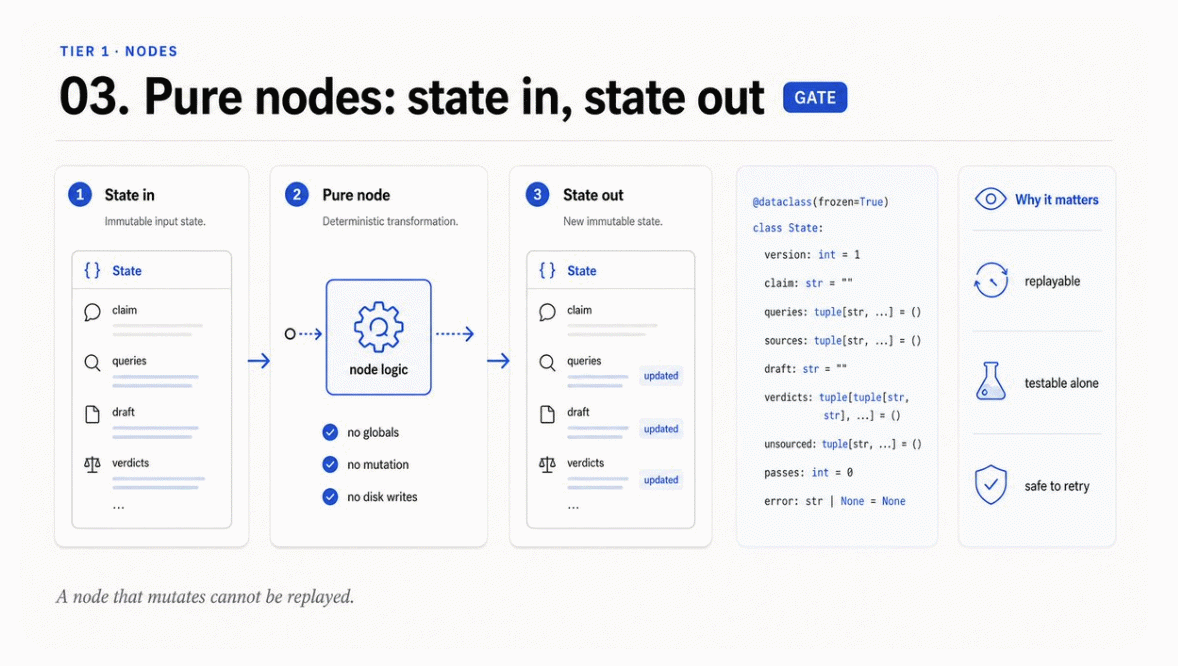 TIER 1 · NODES
03. Pure nodes: state in, state out
GATE
1
State in
Immutable input state.
{ } State
claim
queries
draft
verdicts
...
2
Pure node
Deterministic transformation.
node logic
no globals
no mutation
no disk writes
3
State out
New immutable state.
{ } State
claim
queries
updated
draft
updated
verdicts
updated
...
@dataclass(frozen=True)
class State:
version: int = 1
claim: str = ""
queries: tuple[str, ...] = ()
sources: tuple[str, ...] = ()
draft: str = ""
verdicts: tuple[tuple[str,
str], ...] = ()
unsourced: tuple[str, ...] = ()
passes: int = 0
error: str | None = None
Why it matters
replayable
testable alone
safe to retry
A node that mutates cannot be replayed.